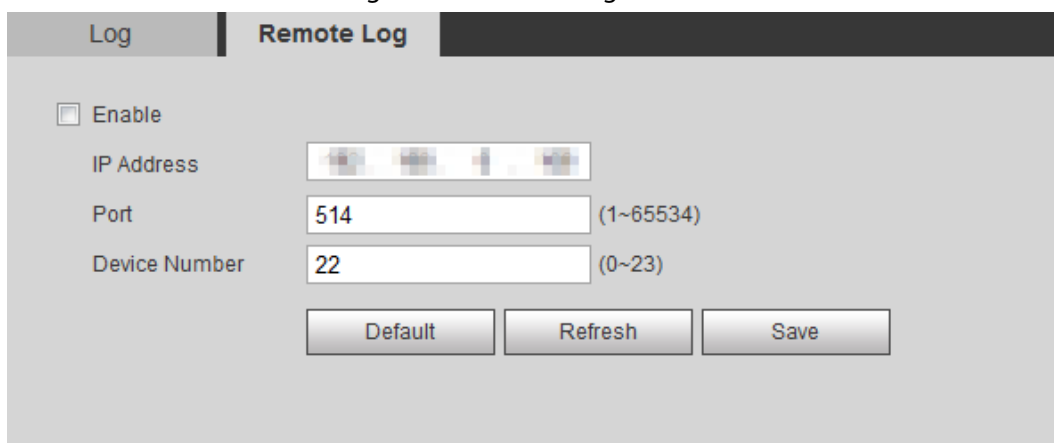 Log Remote Log
Enable
IP Address
Port 514 (1~65534)
Device Number 22 (0~23)
Default Refresh Save